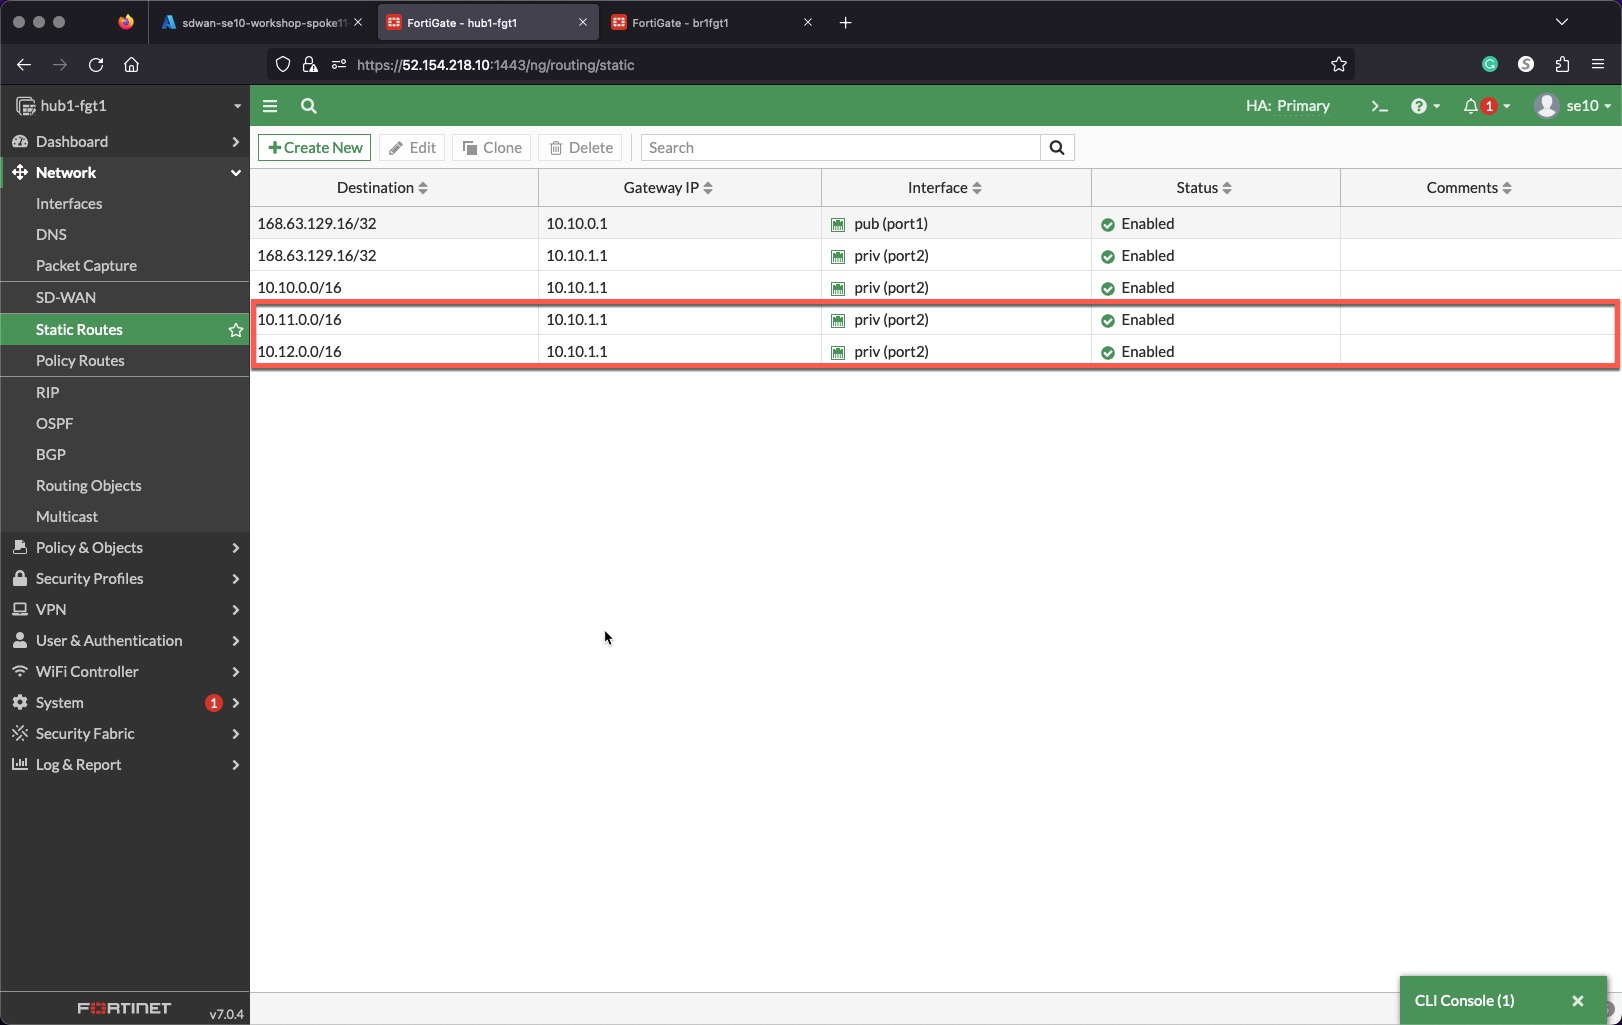 sdwan-se10-workshop-spoke11
FortiGate - hub1-fgt1
FortiGate - br1fgt1
https://52.154.218.10:1443/ng/routing/static
hub1-fgt1
HA: Primary
1
se10
Dashboard
Network
Interfaces
DNS
Packet Capture
SD-WAN
Static Routes
Policy Routes
RIP
OSPF
BGP
Routing Objects
Multicast
Policy & Objects
Security Profiles
VPN
User & Authentication
WiFi Controller
System 1
Security Fabric
Log & Report
FORTINET v7.0.4
Create New Edit Clone Delete Search
Destination Gateway IP Interface Status Comments
168.63.129.16/32 10.10.0.1 pub (port1) Enabled
168.63.129.16/32 10.10.1.1 priv (port2) Enabled
10.10.0.0/16 10.10.1.1 priv (port2) Enabled
10.11.0.0/16 10.10.1.1 priv (port2) Enabled
10.12.0.0/16 10.10.1.1 priv (port2) Enabled
CLI Console (1)